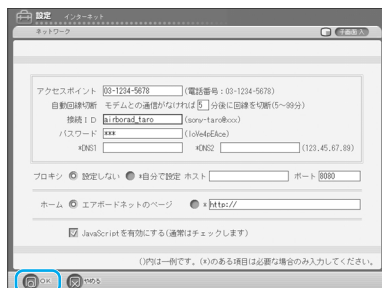 設定 インターネット
ネットワーク
アクセスポイント 03-1234-5678 (電話番号：03-1234-5678)
自動回線切断 モデムとの通信がなければ 5 分後に回線を切断(5〜99分)
接続ＩＤ airborad_taro (sony-taro@xxx)
パスワード *** (loVe4pEAce)
*DNS1 *DNS2 (123.45.67.89)
プロキシ 設定しない *自分で設定 ホスト ポート 8080
ホーム エアボードネットのページ * http://
JavaScriptを有効にする(通常はチェックします)
()内は一例です。(*)のある項目は必要な場合のみ入力してください。
OK やめる